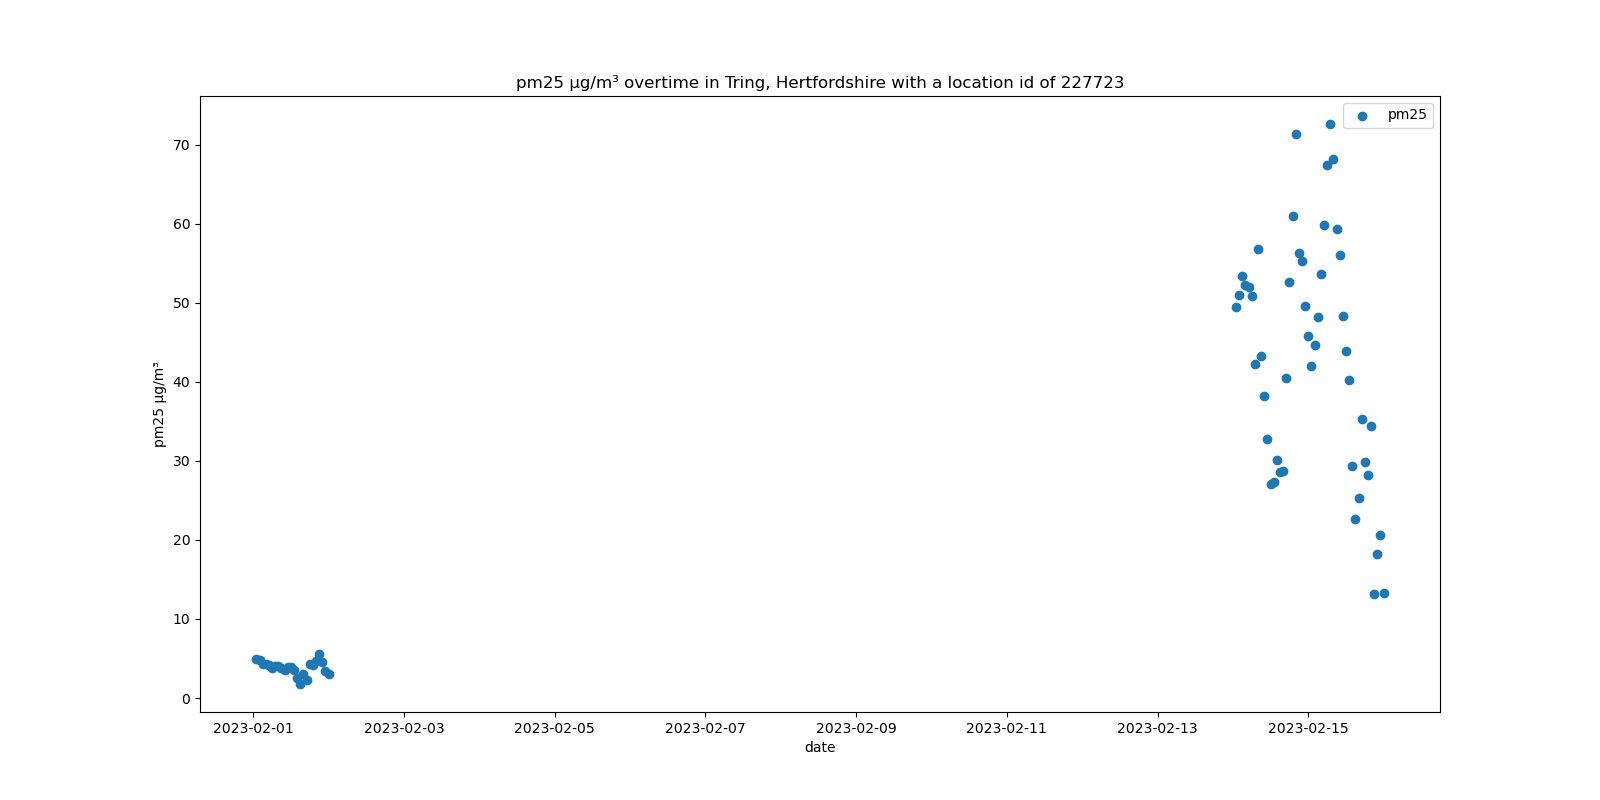 pm25 µg/m³ overtime in Tring, Hertfordshire with a location id of 227723
pm25
70
60
50
40
30
20
10
0
pm25 µg/m³
2023-02-01 2023-02-03 2023-02-05 2023-02-07 2023-02-09 2023-02-11 2023-02-13 2023-02-15
date